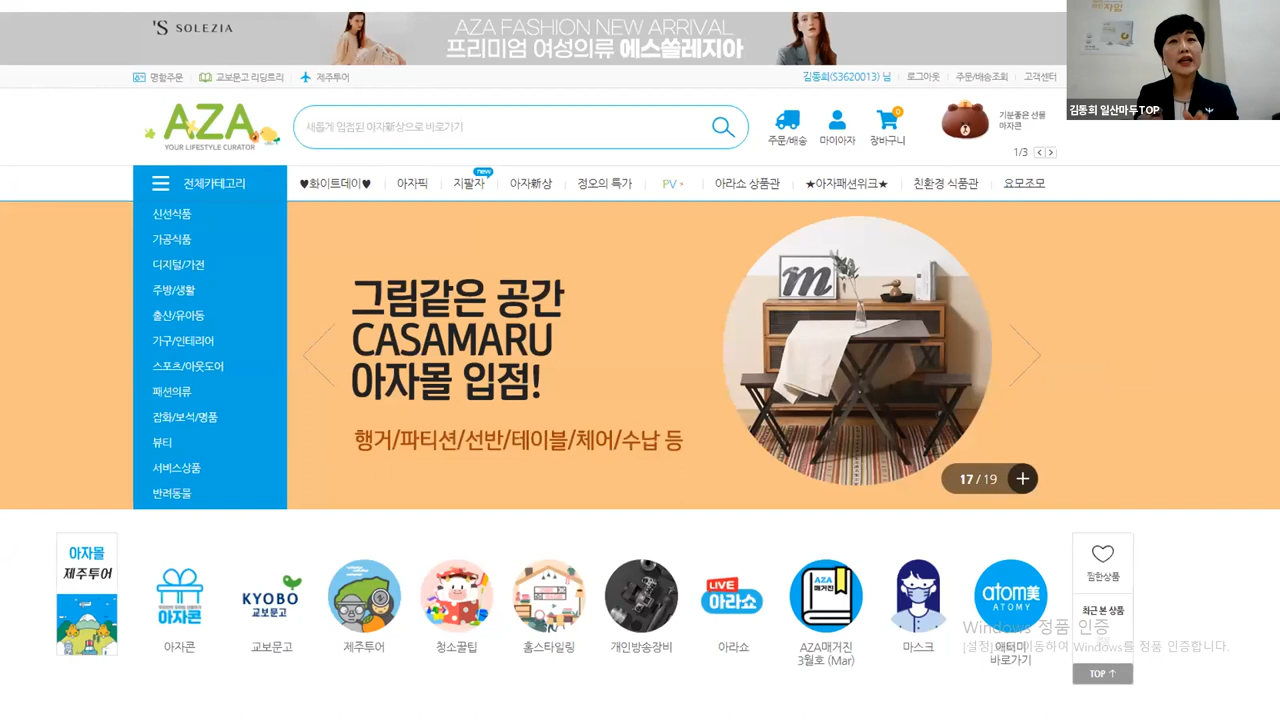 'S SOLEZIA
AZA FASHION NEW ARRIVAL
프리미엄 여성의류 에스쏠레지아
명함주문
교보문고 리딩트리
제주투어
김동희(S3620013) 님
로그아웃
주문/배송조회
고객센터
김동희 일산마두TOP
AZA
YOUR LIFESTYLE CURATOR
새롭게 입점된 아자新상으로 바로가기
주문/배송
마이아자
0
장바구니
기분좋은 선물
아자콘
1/3
전체카테고리
♥화이트데이♥
아자픽
new
지팔자
아자新상
정오의 특가
PV
아라쇼 상품관
★아자패션위크★
친환경 식품관
요모조모
신선식품
가공식품
디지털/가전
주방/생활
출산/유아동
가구/인테리어
스포츠/아웃도어
패션의류
잡화/보석/명품
뷰티
서비스상품
반려동물
그림같은 공간
CASAMARU
아자몰 입점!
행거/파티션/선반/테이블/체어/수납 등
m
17 / 19
아자몰
제주투어
아자콘
아자콘
KYOBO
교보문고
교보문고
제주투어
청소꿀팁
홈스타일링
개인방송장비
LIVE
아라쇼
아라쇼
AZA
매거진
AZA매거진
3월호 (Mar)
마스크
atom美
ATOMY
애터미
바로가기
찜한상품
최근 본 상품
TOP
Windows 정품 인증
[설정]으로 이동하여 Windows를 정품 인증합니다.